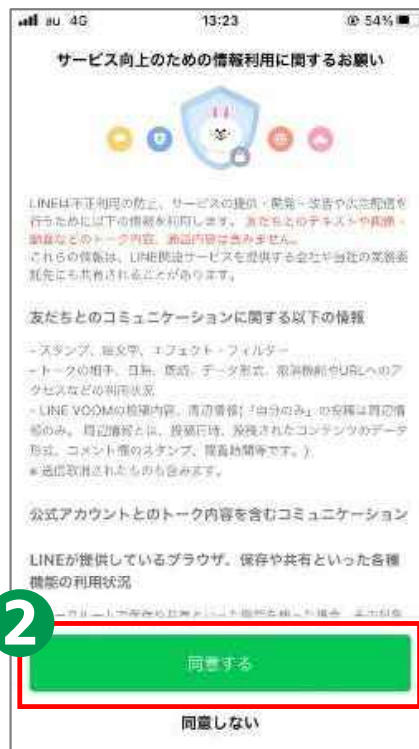 au 4G 13:23 54%
サービス向上のための情報利用に関するお願い
LINEは不正利用の防止、サービスの提供・開発・改善や広告配信を
行うために以下の情報を利用します。友だちとのテキストや画像・
動画などのトーク内容、通話内容は含みません。
これらの情報は、LINE関連サービスを提供する会社や当社の業務委
託先にも共有されることがあります。
友だちとのコミュニケーションに関する以下の情報
-スタンプ、絵文字、エフェクト・フィルター
-トークの相手、日時、既読、データ形式、取消機能やURLへのア
クセスなどの利用状況
- LINE VOOMの投稿内容、周辺情報(「自分のみ」の投稿は周辺情
報のみ。周辺情報とは、投稿日時、投稿されたコンテンツのデータ
形式、コメント欄のスタンプ、閲覧時間等です。)
※送信取消されたものも含みます。
公式アカウントとのトーク内容を含むコミュニケーション
LINEが提供しているブラウザ、保存や共有といった各種
機能の利用状況
2
同意する
同意しない